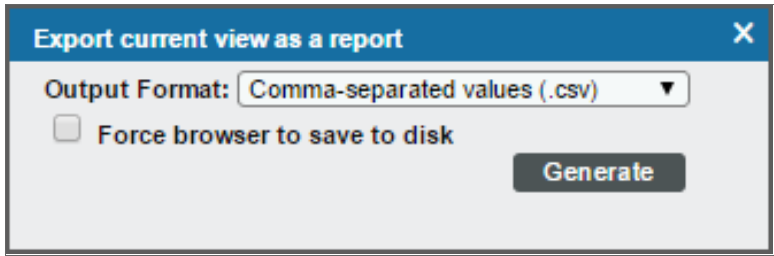 Export current view as a report
Output Format: Comma-separated values (.csv)
Force browser to save to disk
Generate